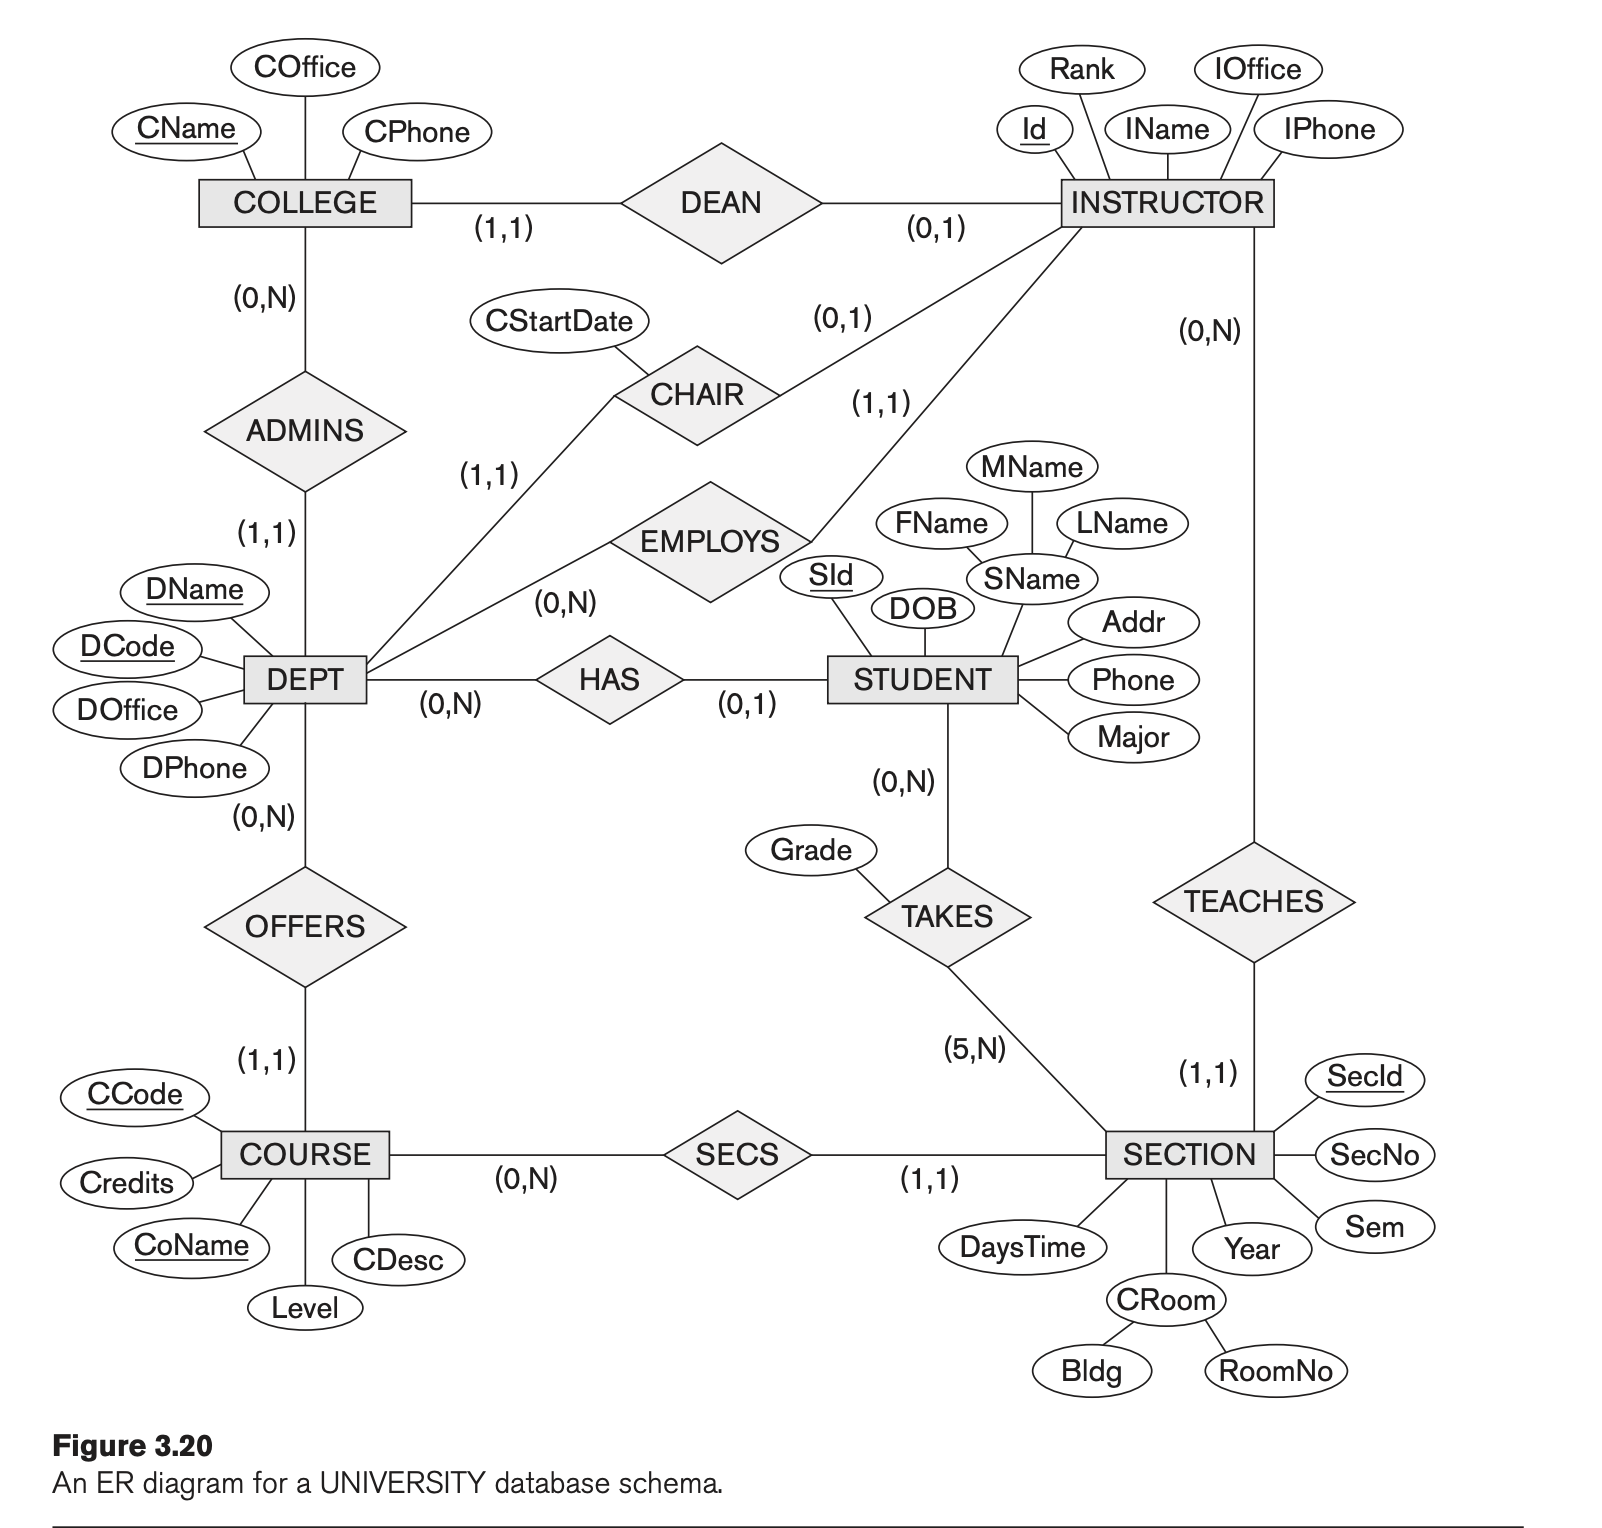 COffice
CName
CPhone
COLLEGE
(1,1)
DEAN
(0,1)
Rank
IOffice
Id
IName
IPhone
INSTRUCTOR
(0,N)
CStartDate
(0,1)
(0,N)
CHAIR
(1,1)
ADMINS
(1,1)
MName
FName
LName
(1,1)
EMPLOYS
SId
SName
DOB
(0,N)
DName
DCode
DEPT
DOffice
DPhone
(0,N)
HAS
(0,1)
STUDENT
Addr
Phone
Major
(0,N)
(0,N)
Grade
TAKES
TEACHES
OFFERS
(5,N)
(1,1)
(1,1)
CCode
COURSE
Credits
CoName
CDesc
Level
(0,N)
SECS
(1,1)
SECTION
SecId
SecNo
Sem
DaysTime
Year
CRoom
Bldg
RoomNo
Figure 3.20
An ER diagram for a UNIVERSITY database schema.